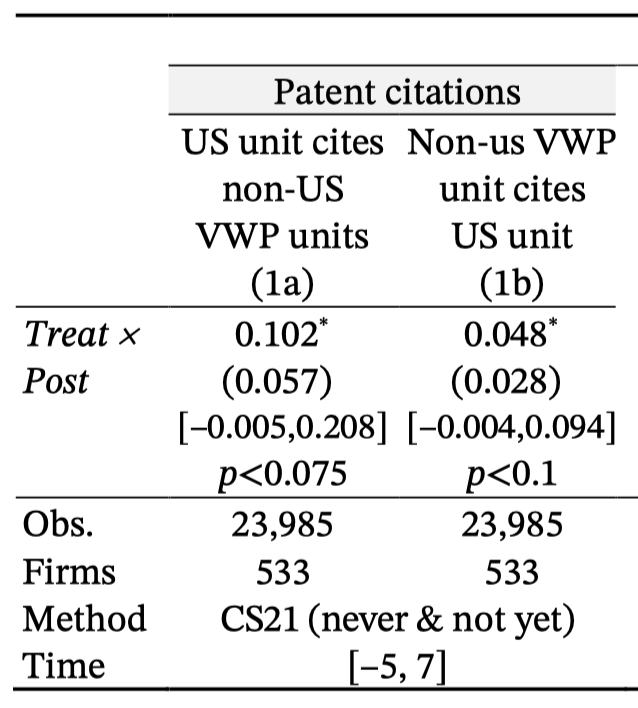 Patent citations
US unit cites Non-us VWP
non-US unit cites
VWP units US unit
(1a) (1b)
Treat × 0.102* 0.048*
Post (0.057) (0.028)
[–0.005,0.208] [–0.004,0.094]
p<0.075 p<0.1
Obs. 23,985 23,985
Firms 533 533
Method CS21 (never & not yet)
Time [–5, 7]